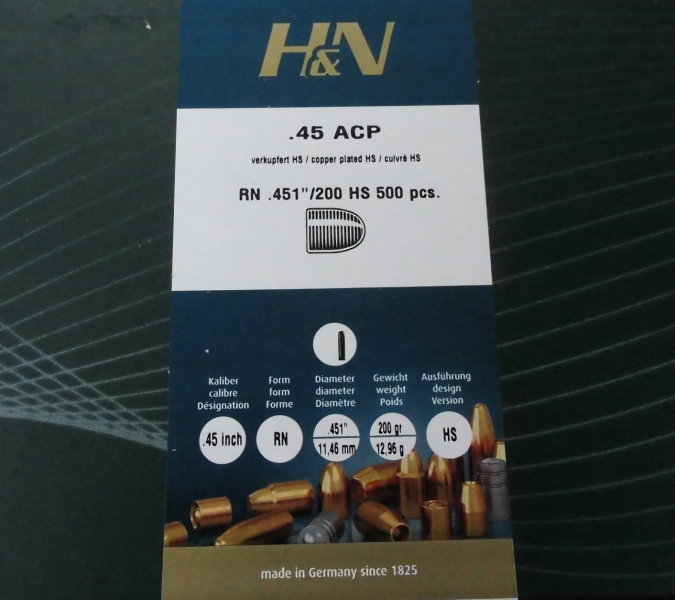 H&N
.45 ACP
verkupfert HS / copper plated HS / cuivré HS
RN .451"/200 HS 500 pcs.
Kaliber
calibre
Désignation
Form
form
Forme
Diameter
diameter
Diamètre
Gewicht
weight
Poids
Ausführung
design
Version
.45 inch
RN
.451"
11,46 mm
200 gr
12,96 g
HS
made in Germany since 1825